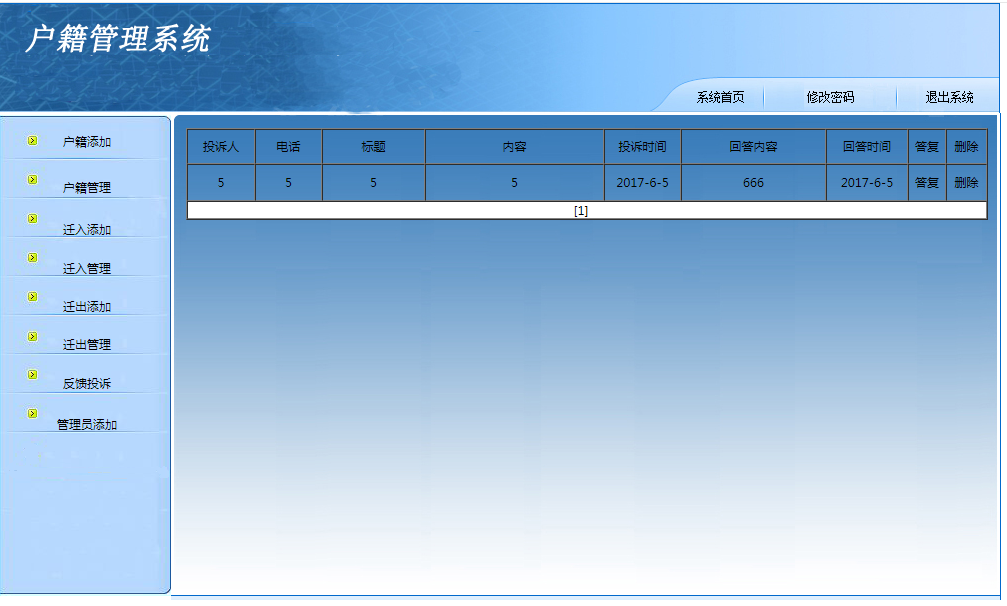 户籍管理系统
系统首页 修改密码 退出系统
户籍添加
户籍管理
迁入添加
迁入管理
迁出添加
迁出管理
反馈投诉
管理员添加
投诉人 电话 标题 内容 投诉时间 回答内容 回答时间 答复 删除
5 5 5 5 2017-6-5 666 2017-6-5 答复 删除
[1]